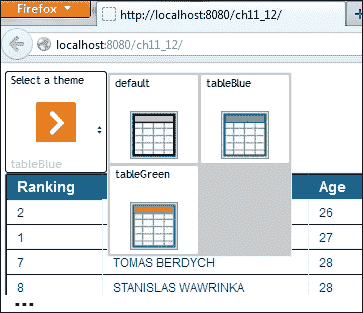 Firefox
http://localhost:8080/ch11_12/
localhost:8080/ch11_12/
Select a theme
default
tableBlue
tableBlue
tableGreen
Ranking
Age
2
26
1
27
7
TOMAS BERDYCH
28
8
STANISLAS WAWRINKA
28
...